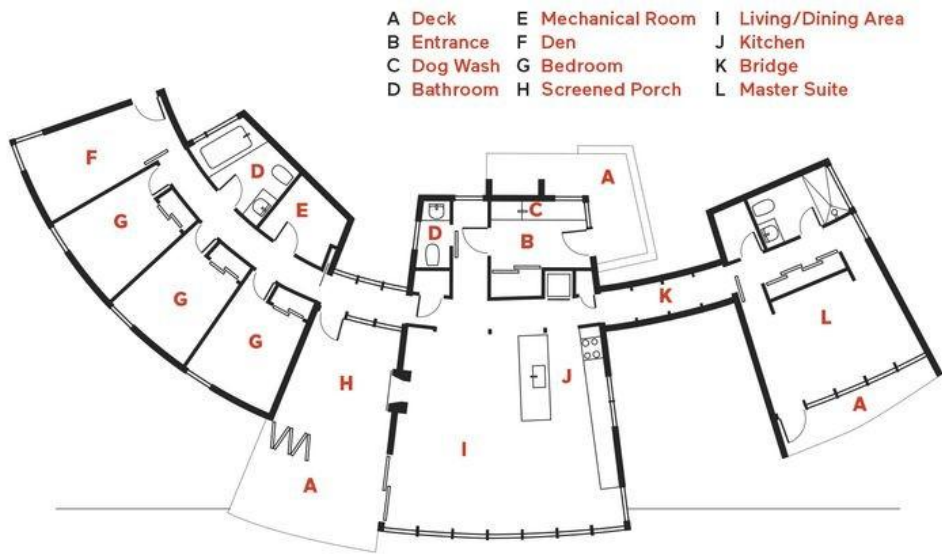 A Deck E Mechanical Room I Living/Dining Area
B Entrance F Den J Kitchen
C Dog Wash G Bedroom K Bridge
D Bathroom H Screened Porch L Master Suite
F
D
A
G
E
C
D
B
G
K
G
L
H
J
A
I
A